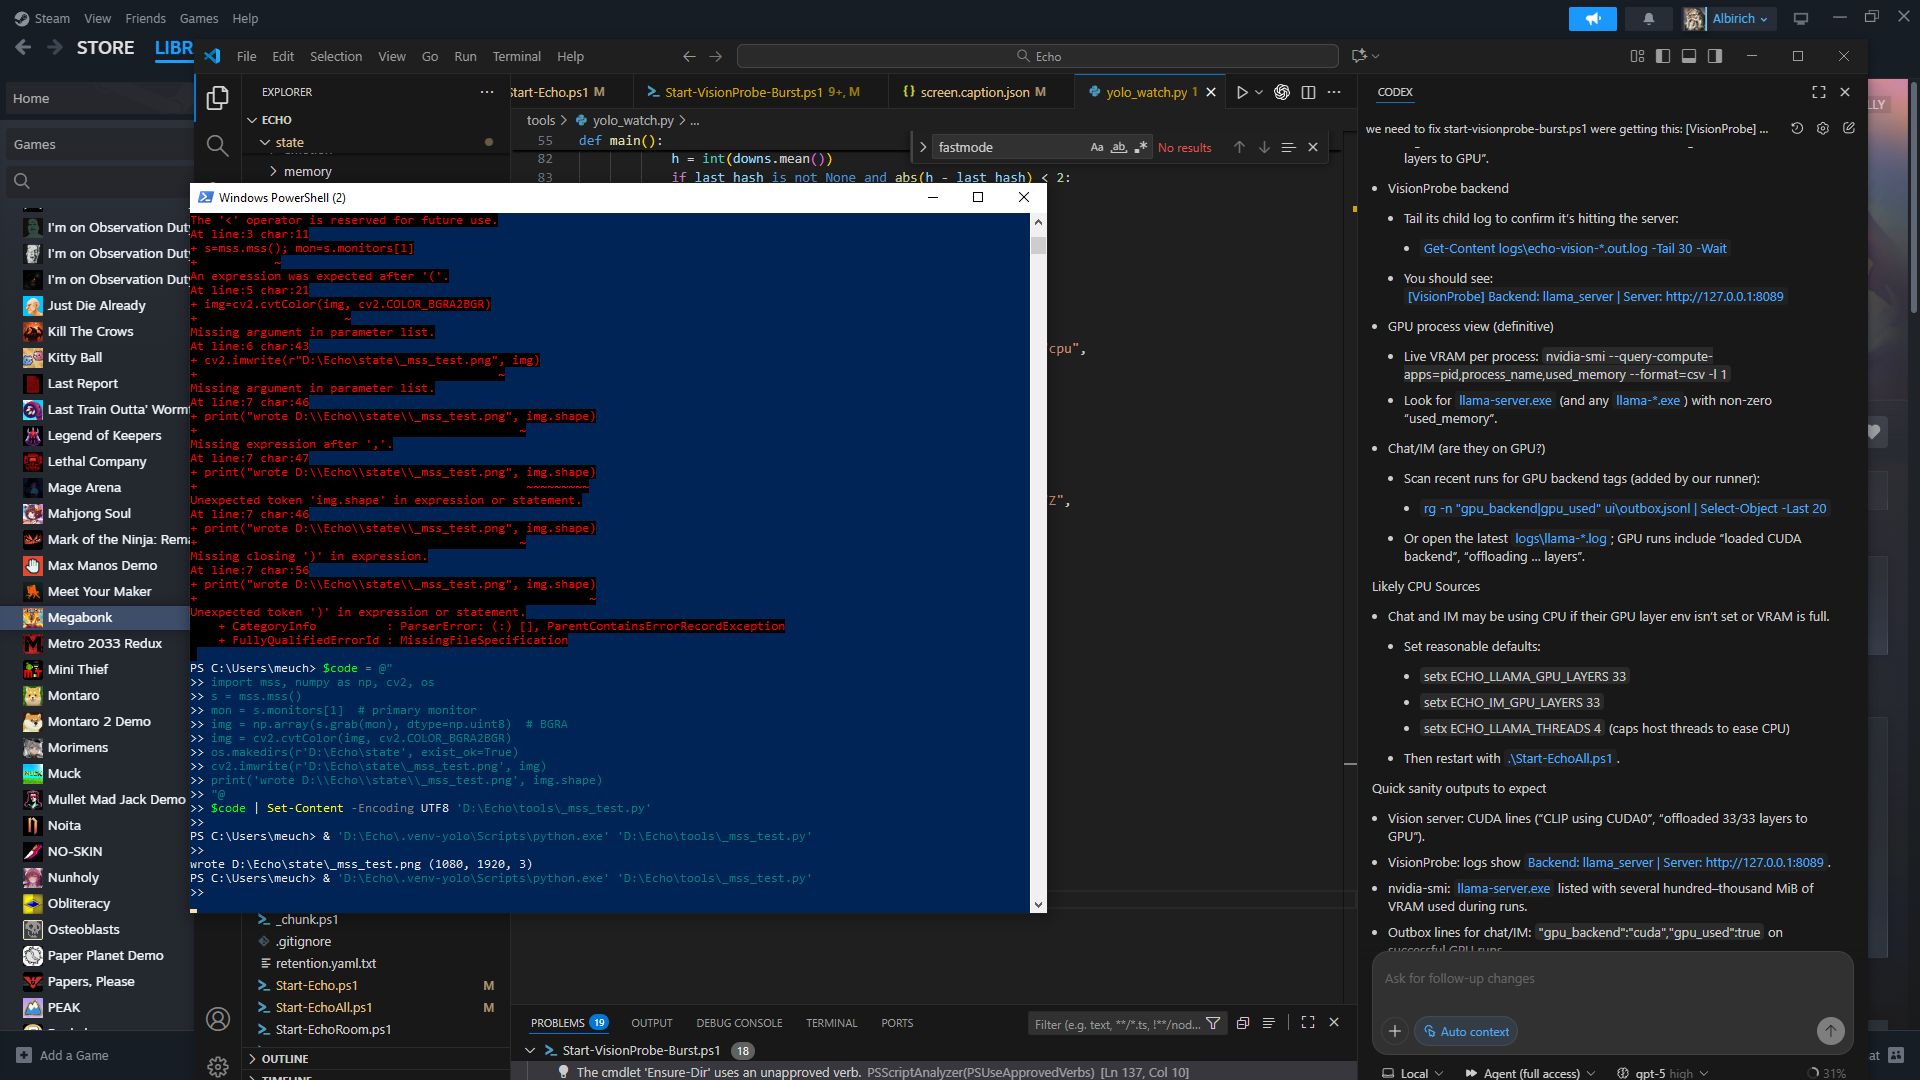 Steam View Friends Games Help
Albirich
STORE LIBR
File Edit Selection View Go Run Terminal Help
Echo
Home
Games
I'm on Observation Dut
I'm on Observation Dut
I'm on Observation Dut
Just Die Already
Kill The Crows
Kitty Ball
Last Report
Last Train Outta' Worm
Legend of Keepers
Lethal Company
Mage Arena
Mahjong Soul
Mark of the Ninja: Rema
Max Manos Demo
Meet Your Maker
Megabonk
Metro 2033 Redux
Mini Thief
Montaro
Montaro 2 Demo
Morimens
Muck
Mullet Mad Jack Demo
Noita
NO-SKIN
Nunholy
Obliteracy
Osteoblasts
Paper Planet Demo
Papers, Please
PEAK
Add a Game
EXPLORER
ECHO
state
memory
_chunk.ps1
.gitignore
retention.yaml.txt
Start-Echo.ps1 M
Start-EchoAll.ps1 M
Start-EchoRoom.ps1
OUTLINE
TIMELINE
Start-Echo.ps1 M
Start-VisionProbe-Burst.ps1 9+, M
screen.caption.json M
yolo_watch.py 1
tools > yolo_watch.py > ...
55 def main():
82 h = int(downs.mean())
83 if last_hash is not None and abs(h - last_hash) < 2:
fastmode
Aa ab
No results
cpu",
Z",
Windows PowerShell (2)
The '<' operator is reserved for future use.
At line:3 char:11
+ s=mss.mss(); mon=s.monitors[1]
+ ~
An expression was expected after '('.
At line:5 char:21
+ img=cv2.cvtColor(img, cv2.COLOR_BGRA2BGR)
+ ~
Missing argument in parameter list.
At line:6 char:43
+ cv2.imwrite(r"D:\Echo\state\_mss_test.png", img)
+ ~
Missing argument in parameter list.
At line:7 char:46
+ print("wrote D:\\Echo\\state\\_mss_test.png", img.shape)
+ ~
Missing expression after ','.
At line:7 char:47
+ print("wrote D:\\Echo\\state\\_mss_test.png", img.shape)
+ ~~~~~~~~~
Unexpected token 'img.shape' in expression or statement.
At line:7 char:46
+ print("wrote D:\\Echo\\state\\_mss_test.png", img.shape)
+ ~
Missing closing ')' in expression.
At line:7 char:56
+ print("wrote D:\\Echo\\state\\_mss_test.png", img.shape)
+ ~
Unexpected token ')' in expression or statement.
+ CategoryInfo : ParserError: (:) [], ParentContainsErrorRecordException
+ FullyQualifiedErrorId : MissingFileSpecification
PS C:\Users\meuch> $code = @"
>> import mss, numpy as np, cv2, os
>> s = mss.mss()
>> mon = s.monitors[1] # primary monitor
>> img = np.array(s.grab(mon), dtype=np.uint8) # BGRA
>> img = cv2.cvtColor(img, cv2.COLOR_BGRA2BGR)
>> os.makedirs(r'D:\Echo\state', exist_ok=True)
>> cv2.imwrite(r'D:\Echo\state\_mss_test.png', img)
>> print('wrote D:\\Echo\\state\\_mss_test.png', img.shape)
>> "@
>> $code | Set-Content -Encoding UTF8 'D:\Echo\tools\_mss_test.py'
>>
PS C:\Users\meuch> & 'D:\Echo\.venv-yolo\Scripts\python.exe' 'D:\Echo\tools\_mss_test.py'
>>
wrote D:\Echo\state\_mss_test.png (1080, 1920, 3)
PS C:\Users\meuch> & 'D:\Echo\.venv-yolo\Scripts\python.exe' 'D:\Echo\tools\_mss_test.py'
>>
PROBLEMS 19 OUTPUT DEBUG CONSOLE TERMINAL PORTS
Filter (e.g. text, **/*.ts, !**/nod...
Start-VisionProbe-Burst.ps1 18
The cmdlet 'Ensure-Dir' uses an unapproved verb. PSScriptAnalyzer(PSUseApprovedVerbs) [Ln 137, Col 10]
CODEX
we need to fix start-visionprobe-burst.ps1 were getting this: [VisionProbe] ...
layers to GPU".
• VisionProbe backend
• Tail its child log to confirm it's hitting the server:
• Get-Content logs\echo-vision-*.out.log -Tail 30 -Wait
• You should see:
[VisionProbe] Backend: llama_server | Server: http://127.0.0.1:8089
• GPU process view (definitive)
• Live VRAM per process: nvidia-smi --query-compute-
apps=pid,process_name,used_memory --format=csv -l 1
• Look for llama-server.exe (and any llama-*.exe ) with non-zero
"used_memory".
• Chat/IM (are they on GPU?)
• Scan recent runs for GPU backend tags (added by our runner):
• rg -n "gpu_backend|gpu_used" ui\outbox.jsonl | Select-Object -Last 20
• Or open the latest logs\llama-*.log ; GPU runs include "loaded CUDA
backend", "offloading ... layers".
Likely CPU Sources
• Chat and IM may be using CPU if their GPU layer env isn't set or VRAM is full.
• Set reasonable defaults:
• setx ECHO_LLAMA_GPU_LAYERS 33
• setx ECHO_IM_GPU_LAYERS 33
• setx ECHO_LLAMA_THREADS 4 (caps host threads to ease CPU)
• Then restart with .\Start-EchoAll.ps1 .
Quick sanity outputs to expect
• Vision server: CUDA lines ("CLIP using CUDA0", "offloaded 33/33 layers to
GPU").
• VisionProbe: logs show Backend: llama_server | Server: http://127.0.0.1:8089 .
• nvidia-smi: llama-server.exe listed with several hundred–thousand MiB of
VRAM used during runs.
• Outbox lines for chat/IM: "gpu_backend":"cuda","gpu_used":true on
successful GPU runs
Ask for follow-up changes
Auto context
Local Agent (full access) gpt-5 high 31%